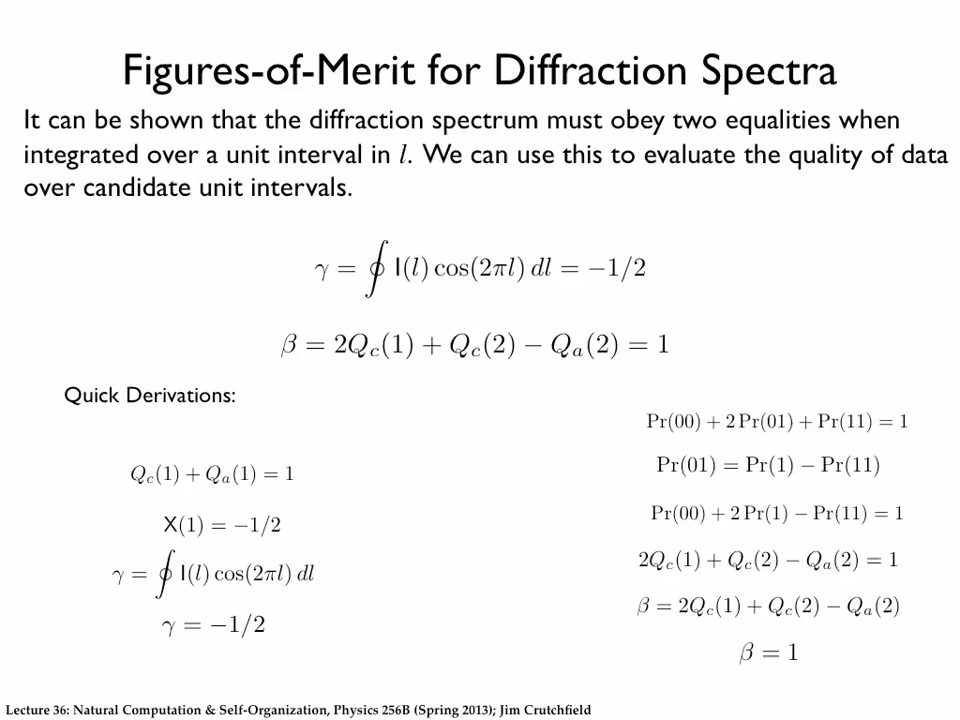 Figures-of-Merit for Diffraction Spectra
It can be shown that the diffraction spectrum must obey two equalities when
integrated over a unit interval in l. We can use this to evaluate the quality of data
over candidate unit intervals.
γ = ∮ I(l) cos(2πl) dl = −1/2
β = 2Q_c(1) + Q_c(2) − Q_a(2) = 1
Quick Derivations:
Q_c(1) + Q_a(1) = 1
X(1) = −1/2
γ = ∮ I(l) cos(2πl) dl
γ = −1/2
Pr(00) + 2 Pr(01) + Pr(11) = 1
Pr(01) = Pr(1) − Pr(11)
Pr(00) + 2 Pr(1) − Pr(11) = 1
2Q_c(1) + Q_c(2) − Q_a(2) = 1
β = 2Q_c(1) + Q_c(2) − Q_a(2)
β = 1
Lecture 36: Natural Computation & Self-Organization, Physics 256B (Spring 2013); Jim Crutchfield